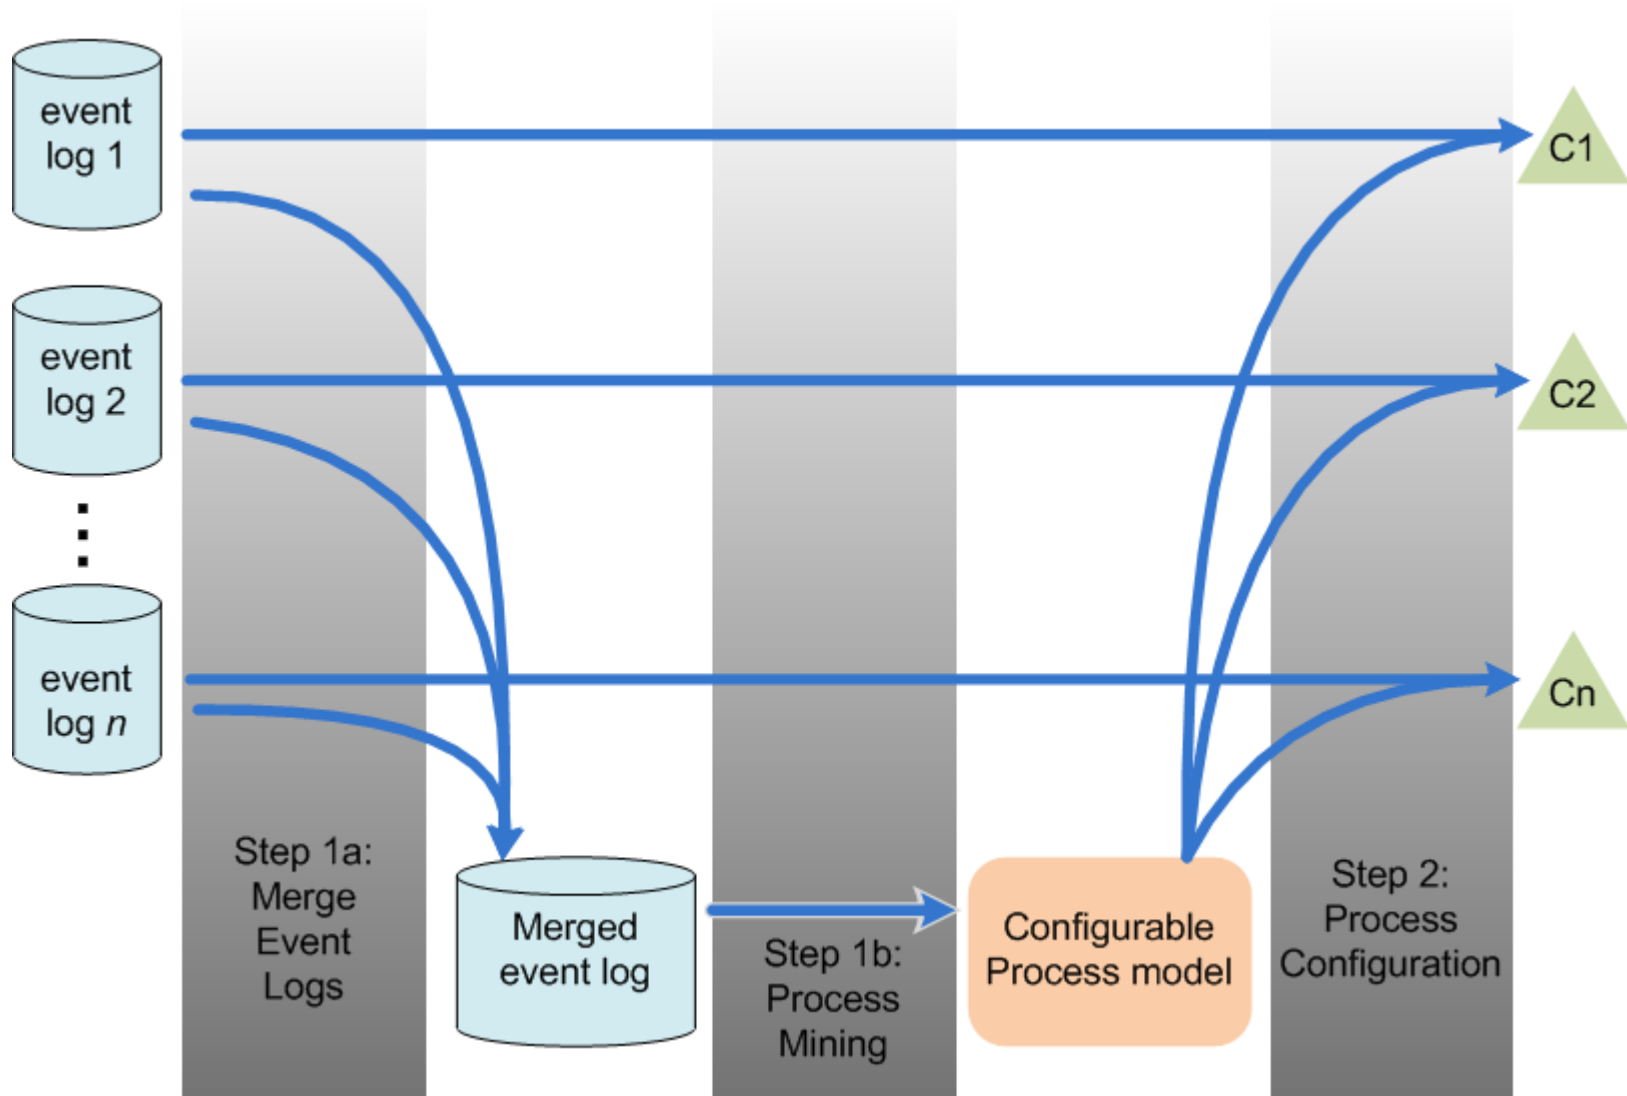 event
log 1
C1
event
log 2
C2
event
log n
Cn
Step 1a:
Merge
Event
Logs
Merged
event log
Step 1b:
Process
Mining
Configurable
Process model
Step 2:
Process
Configuration